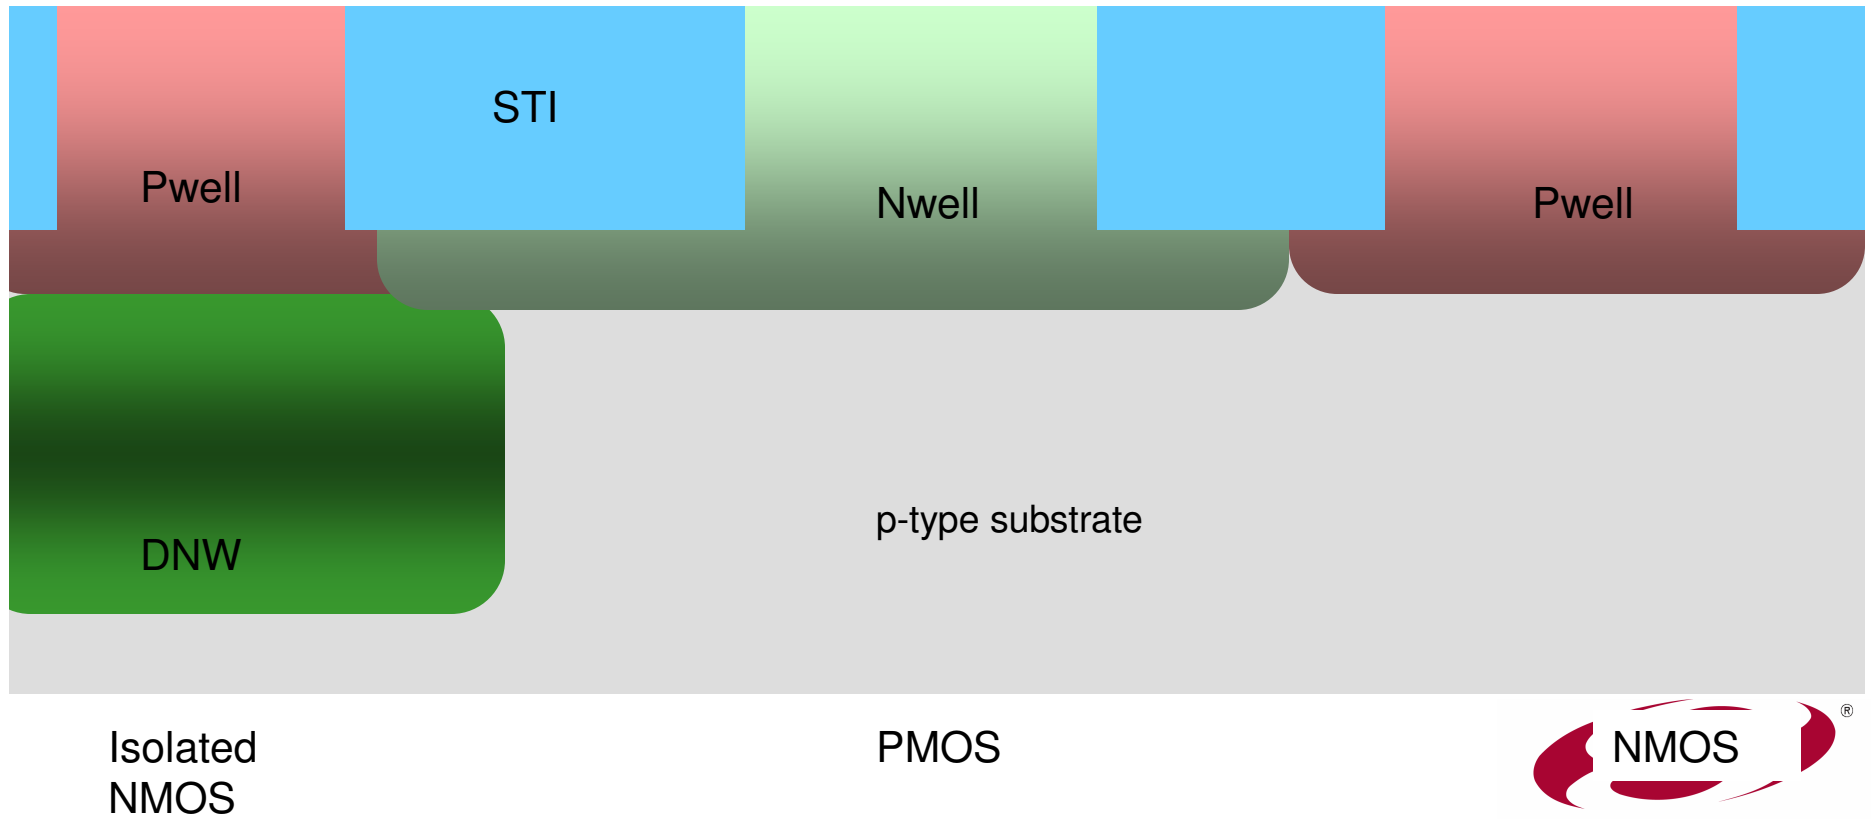 STI
Pwell
Nwell
Pwell
p-type substrate
DNW
Isolated
NMOS
PMOS
NMOS
®